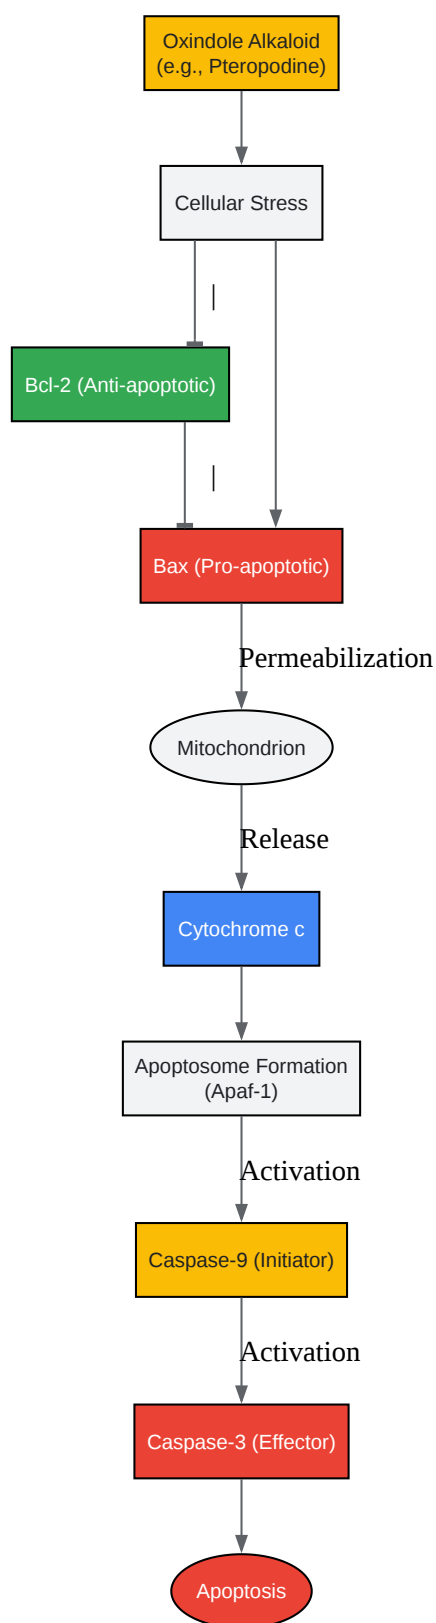 Oxindole Alkaloid
(e.g., Pteropodine)
Cellular Stress
|
Bcl-2 (Anti-apoptotic)
|
Bax (Pro-apoptotic)
Permeabilization
Mitochondrion
Release
Cytochrome c
Apoptosome Formation
(Apaf-1)
Activation
Caspase-9 (Initiator)
Activation
Caspase-3 (Effector)
Apoptosis